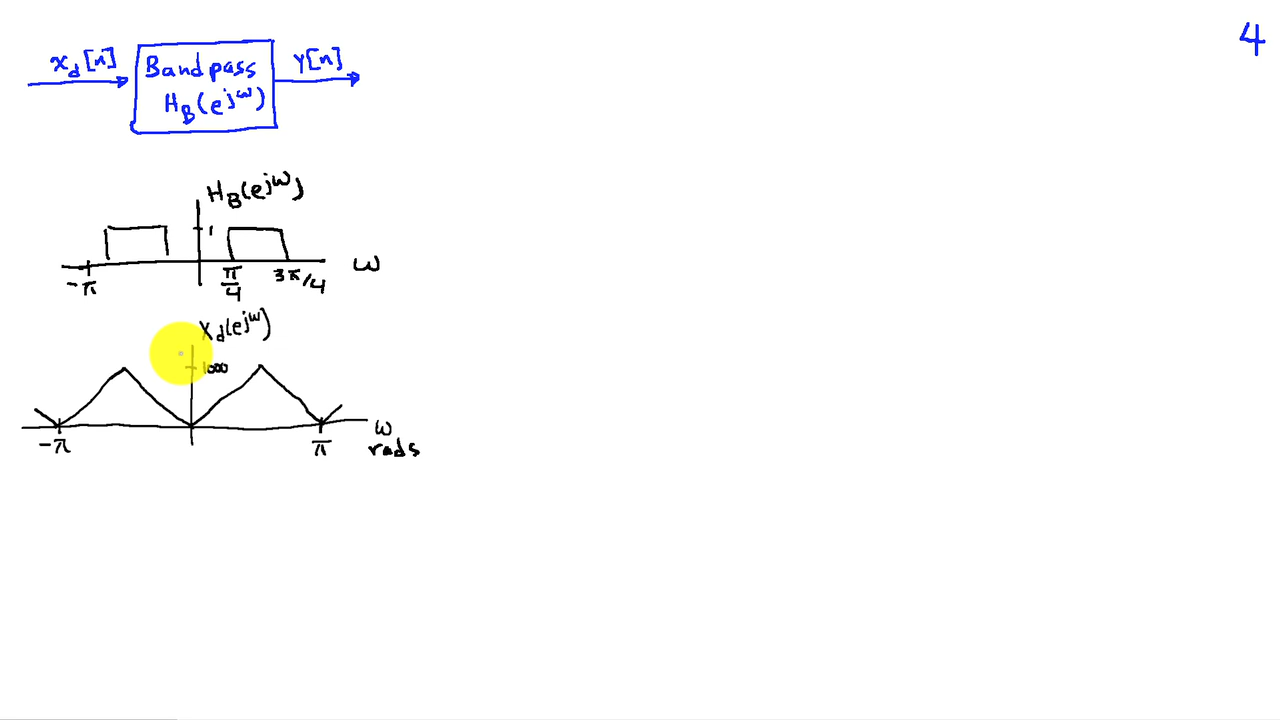 4
x_d[n]
Bandpass
H_B(e^{jω})
Y[n]
H_B(e^{jω})
1
-π
π/4
3π/4
ω
X_d(e^{jω})
1000
-π
π
ω
rads